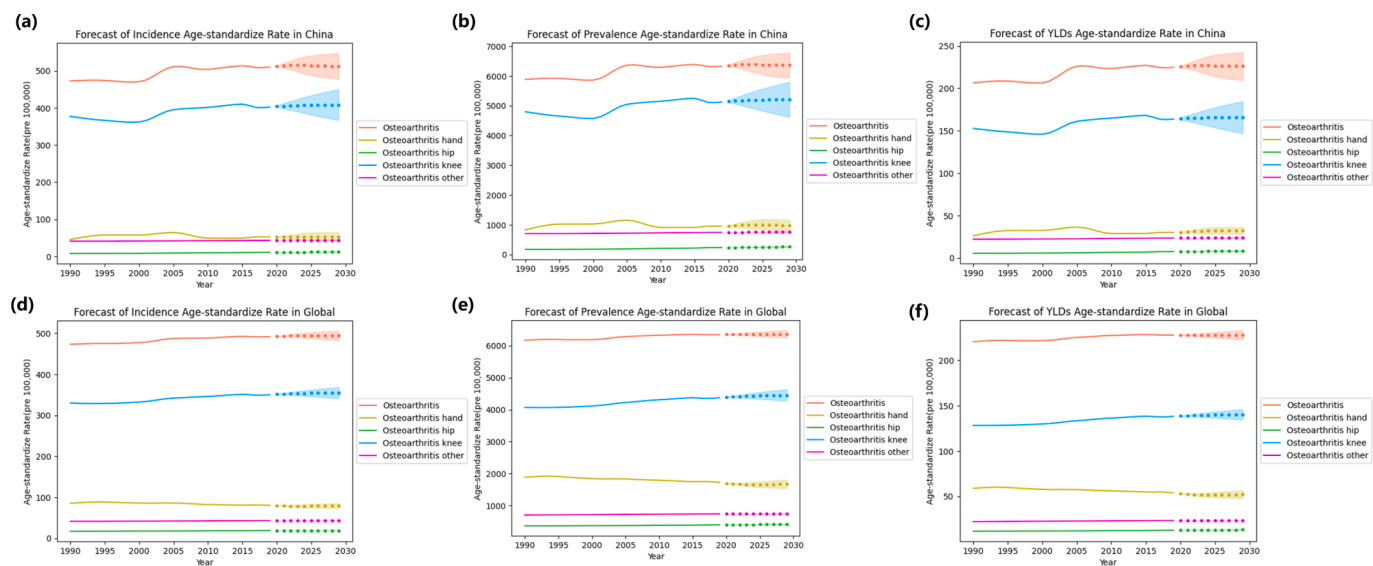 (a)
Forecast of Incidence Age-standardize Rate in China
Age-standardize Rate(pre 100,000)
500
400
300
200
100
0
1990 1995 2000 2005 2010 2015 2020 2025 2030
Year
Osteoarthritis
Osteoarthritis hand
Osteoarthritis hip
Osteoarthritis knee
Osteoarthritis other
(b)
Forecast of Prevalence Age-standardize Rate in China
Age-standardize Rate(pre 100,000)
7000
6000
5000
4000
3000
2000
1000
0
1990 1995 2000 2005 2010 2015 2020 2025 2030
Year
Osteoarthritis
Osteoarthritis hand
Osteoarthritis hip
Osteoarthritis knee
Osteoarthritis other
(c)
Forecast of YLDs Age-standardize Rate in China
Age-standardize Rate(pre 100,000)
250
200
150
100
50
0
1990 1995 2000 2005 2010 2015 2020 2025 2030
Year
Osteoarthritis
Osteoarthritis hand
Osteoarthritis hip
Osteoarthritis knee
Osteoarthritis other
(d)
Forecast of Incidence Age-standardize Rate in Global
Age-standardize Rate(pre 100,000)
500
400
300
200
100
0
1990 1995 2000 2005 2010 2015 2020 2025 2030
Year
Osteoarthritis
Osteoarthritis hand
Osteoarthritis hip
Osteoarthritis knee
Osteoarthritis other
(e)
Forecast of Prevalence Age-standardize Rate in Global
Age-standardize Rate(pre 100,000)
6000
5000
4000
3000
2000
1000
1990 1995 2000 2005 2010 2015 2020 2025 2030
Year
Osteoarthritis
Osteoarthritis hand
Osteoarthritis hip
Osteoarthritis knee
Osteoarthritis other
(f)
Forecast of YLDs Age-standardize Rate in Global
Age-standardize Rate(pre 100,000)
200
150
100
50
1990 1995 2000 2005 2010 2015 2020 2025 2030
Year
Osteoarthritis
Osteoarthritis hand
Osteoarthritis hip
Osteoarthritis knee
Osteoarthritis other